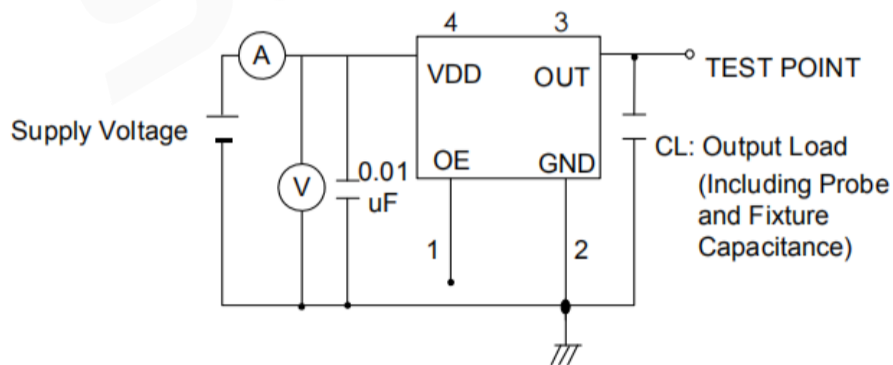 4 3
A
VDD OUT
TEST POINT
Supply Voltage
OE GND
V
0.01
uF
CL: Output Load
(Including Probe
and Fixture
Capacitance)
1 2